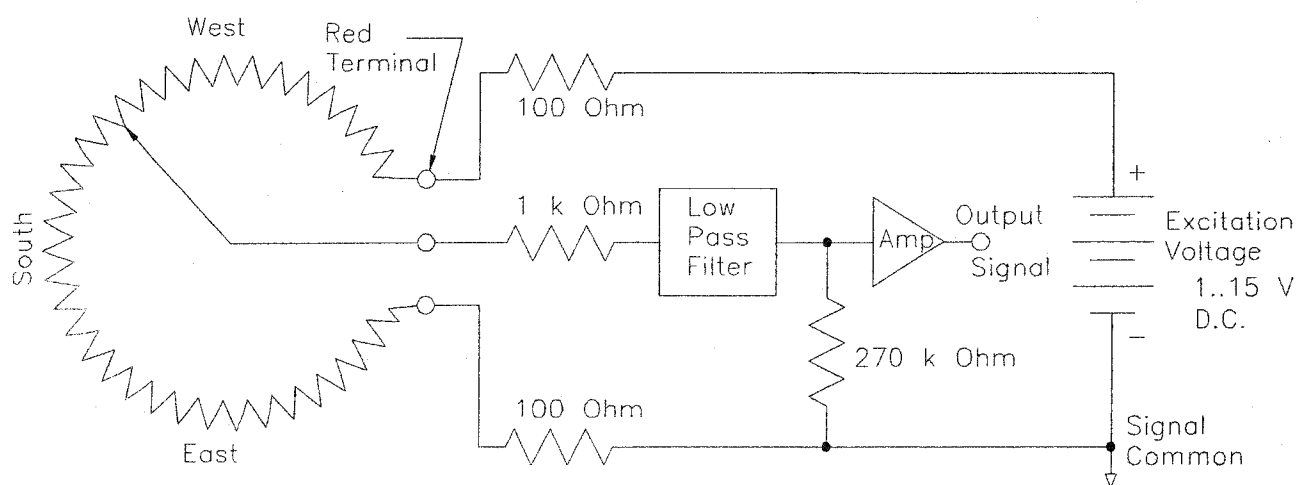 West
Red
Terminal
100 Ohm
South
1 k Ohm
Low
Pass
Filter
Amp
Output
Signal
+
Excitation
Voltage
1..15 V
D.C.
−
270 k Ohm
100 Ohm
East
Signal
Common